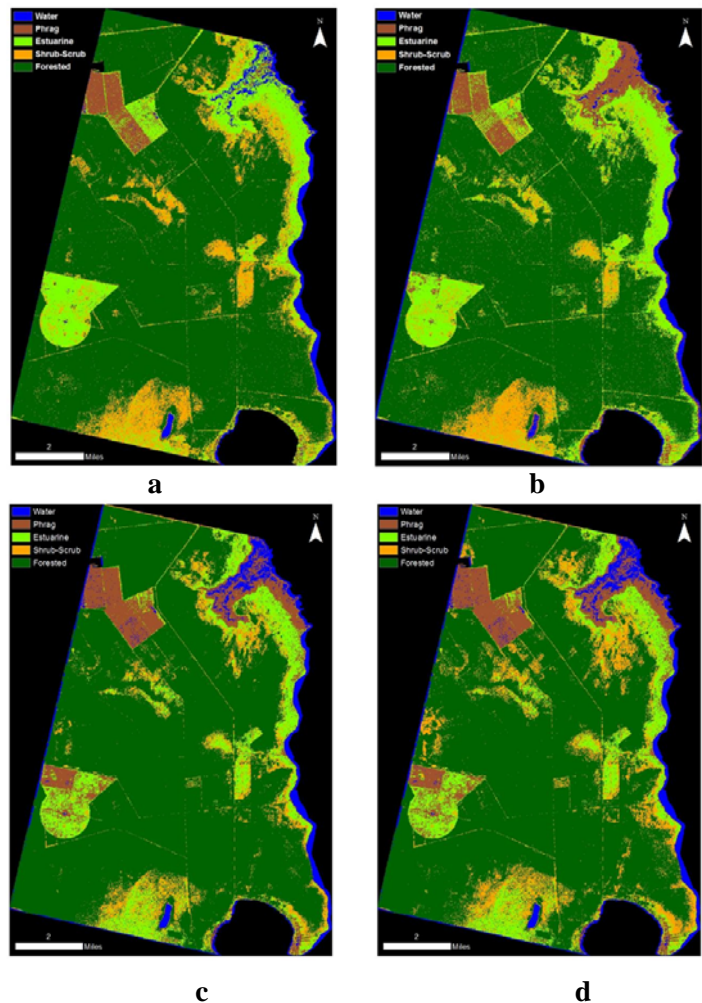 Water
Phrag
Estuarine
Shrub-Scrub
Forested
N
2
Miles
a
Water
Phrag
Estuarine
Shrub-Scrub
Forested
N
2
Miles
b
Water
Phrag
Estuarine
Shrub-Scrub
Forested
N
2
Miles
c
Water
Phrag
Estuarine
Shrub-Scrub
Forested
N
2
Miles
d